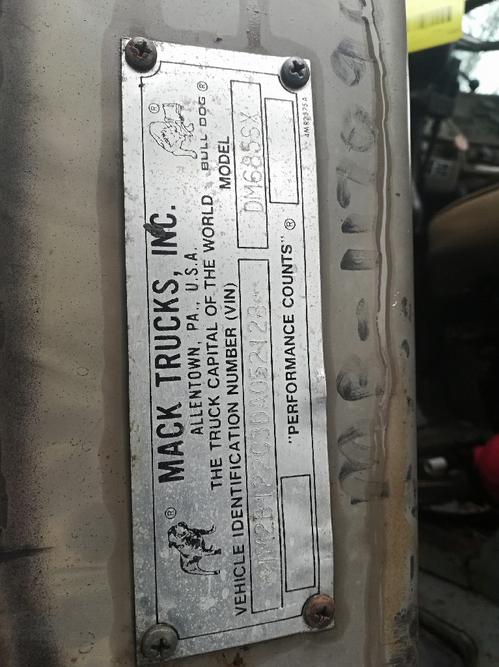 MACK TRUCKS, INC.
ALLENTOWN, PA., U.S.A.
THE TRUCK CAPITAL OF THE WORLD
BULL DOG ®
VEHICLE IDENTIFICATION NUMBER (VIN)
MODEL
DM685SX
"PERFORMANCE COUNTS" ®